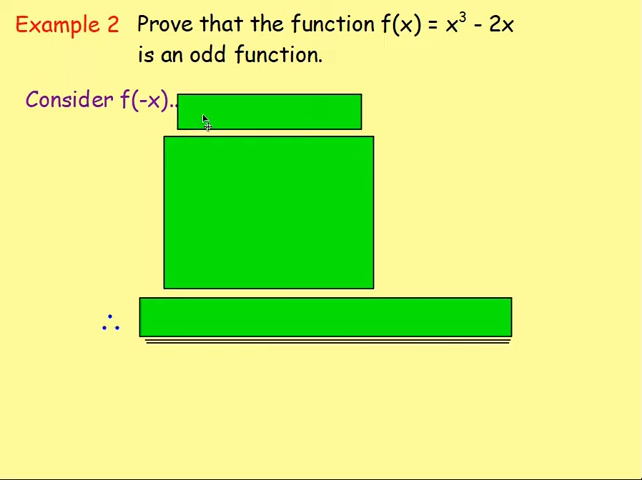 Example 2 Prove that the function f(x) = x³ - 2x
is an odd function.
Consider f(-x)..
∴